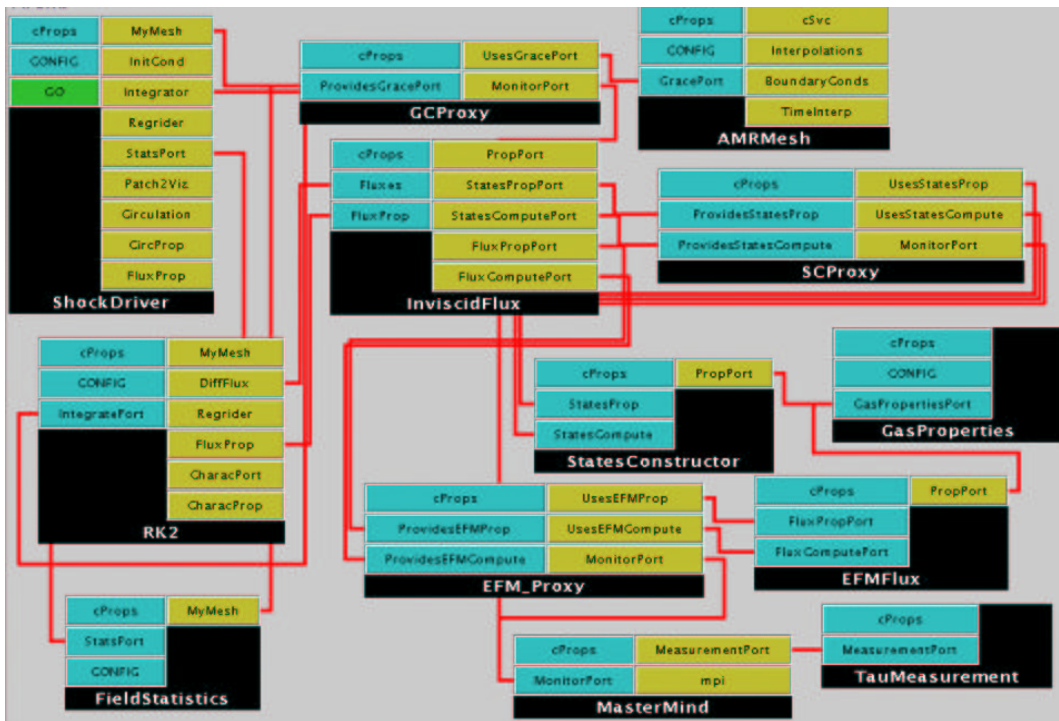 cProps MyMesh
CONFIG InitCond
GO Integrator
Regrider
StatsPort
Patch2Viz
Circulation
CircProp
FluxProp
ShockDriver
cProps UsesGracePort
ProvidesGracePort MonitorPort
GCProxy
cProps cSvc
CONFIG Interpolations
GracePort BoundaryConds
TimeInterp
AMRMesh
cProps PropPort
Fluxes StatesPropPort
FluxProp StatesComputePort
FluxPropPort
FluxComputePort
InviscidFlux
cProps UsesStatesProp
ProvidesStatesProp UsesStatesCompute
ProvidesStatesCompute MonitorPort
SCProxy
cProps MyMesh
CONFIG DiffFlux
IntegratePort Regrider
FluxProp
CharacPort
CharacProp
RK2
cProps PropPort
StatesProp
StatesCompute
StatesConstructor
cProps
CONFIG
GasPropertiesPort
GasProperties
cProps UsesEFMProp
ProvidesEFMProp UsesEFMCompute
ProvidesEFMCompute MonitorPort
EFM_Proxy
cProps PropPort
FluxPropPort
FluxComputePort
EFMFlux
cProps MyMesh
StatsPort
CONFIG
FieldStatistics
cProps MeasurementPort
MonitorPort mpi
MasterMind
cProps
MeasurementPort
TauMeasurement